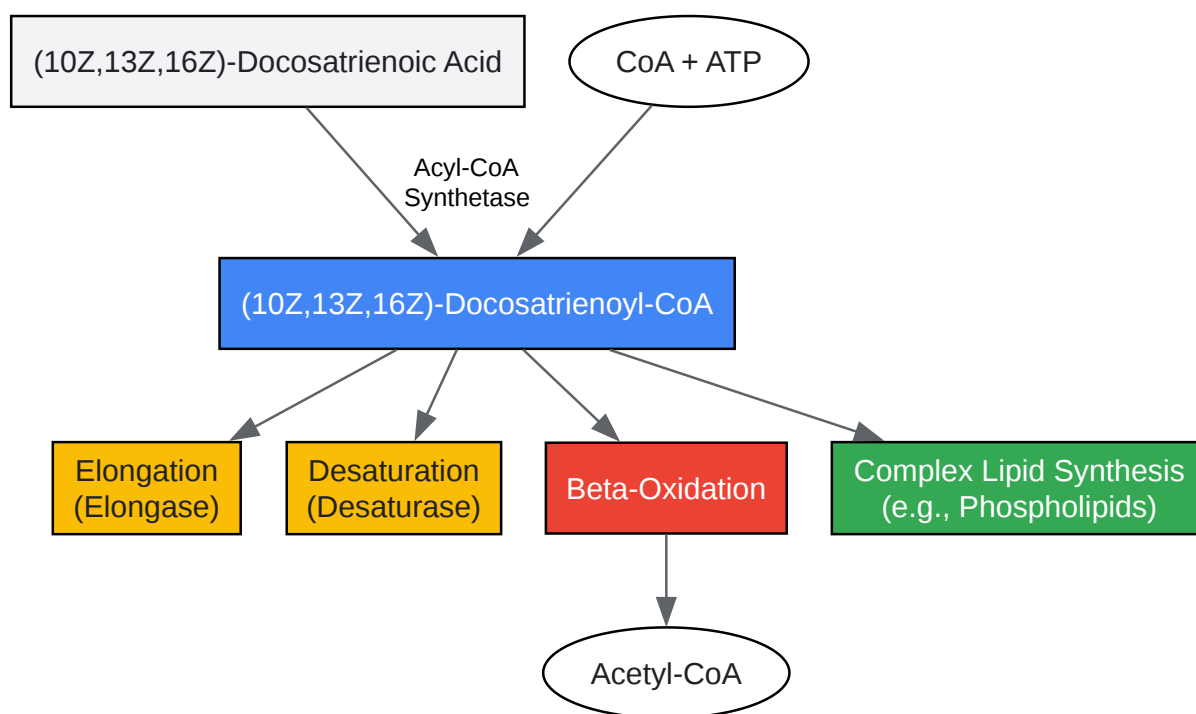 (10Z,13Z,16Z)-Docosatrienoic Acid
CoA + ATP
Acyl-CoA
Synthetase
(10Z,13Z,16Z)-Docosatrienoyl-CoA
Elongation
(Elongase)
Desaturation
(Desaturase)
Beta-Oxidation
Complex Lipid Synthesis
(e.g., Phospholipids)
Acetyl-CoA